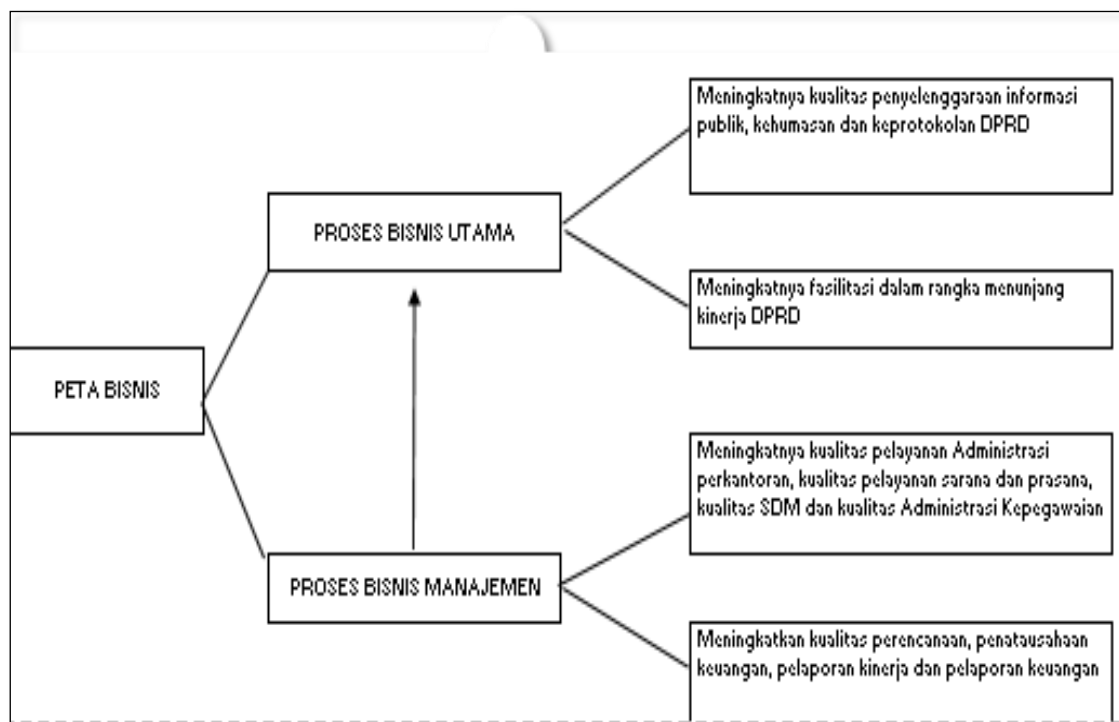 Meningkatnya kualitas penyelenggaraan informasi
publik, kehumasan dan keprotokolan DPRD
PROSES BISNIS UTAMA
Meningkatnya fasilitasi dalam rangka menunjang
kinerja DPRD
PETA BISNIS
Meningkatnya kualitas pelayanan Administrasi
perkantoran, kualitas pelayanan sarana dan prasana,
kualitas SDM dan kualitas Administrasi Kepegawaian
PROSES BISNIS MANAJEMEN
Meningkatkan kualitas perencanaan, penatausahaan
keuangan, pelaporan kinerja dan pelaporan keuangan